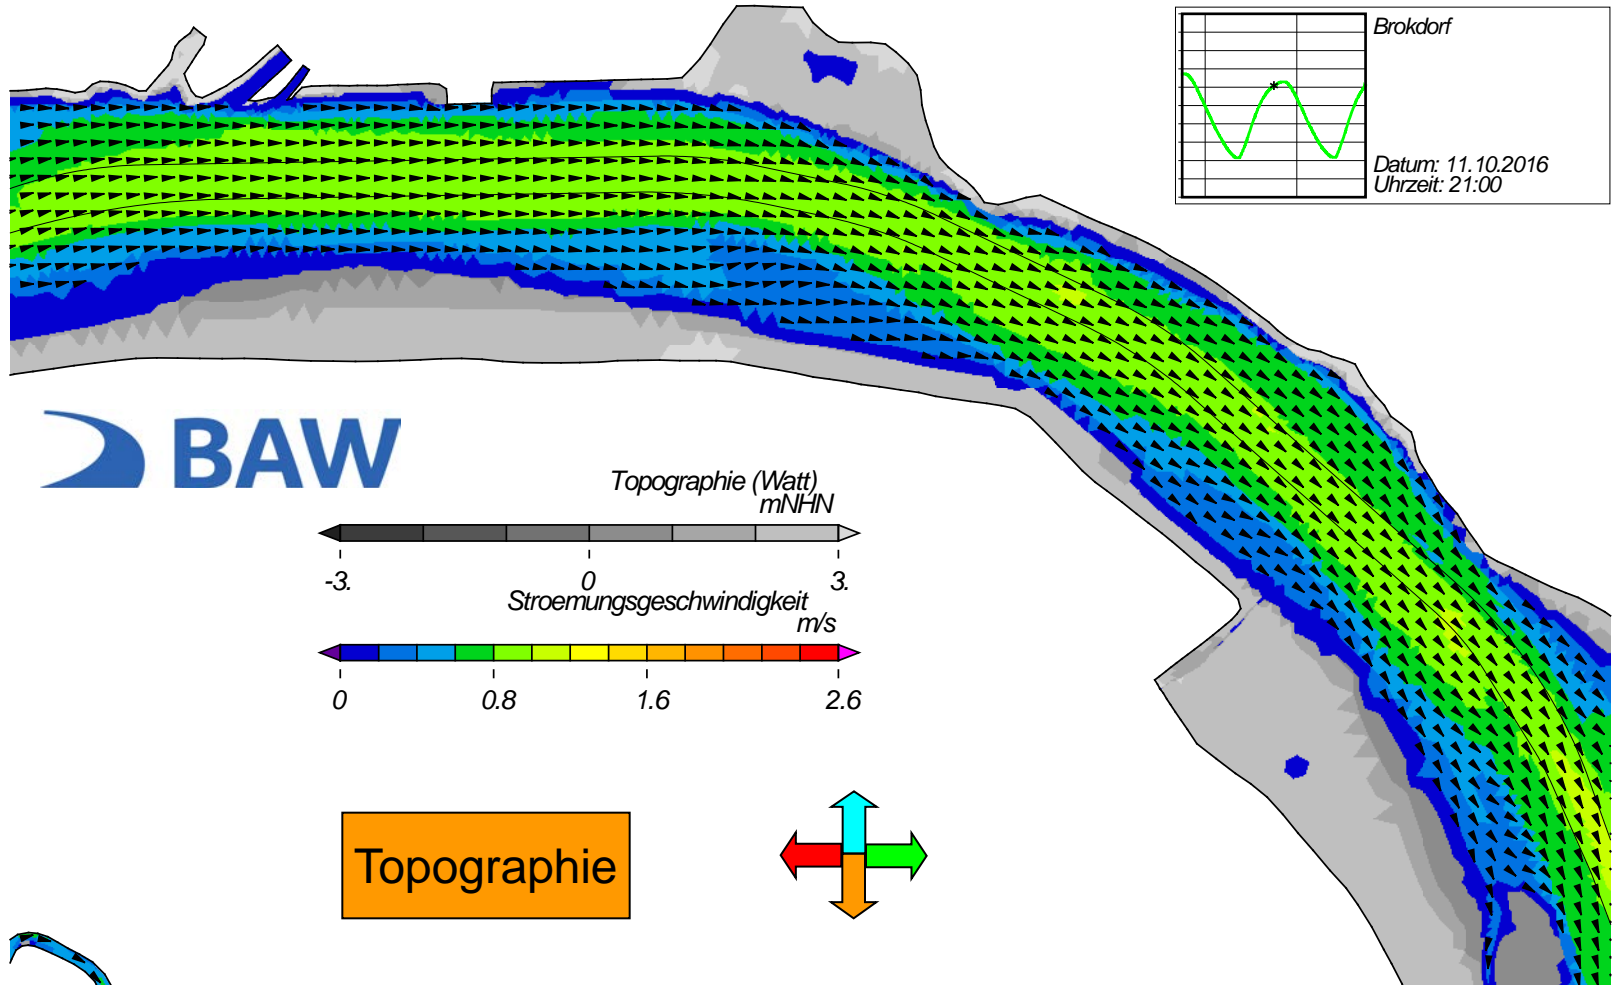 Brokdorf
Datum: 11.10.2016
Uhrzeit: 21:00
BAW
Topographie (Watt)
mNHN
-3. 0 3.
Stroemungsgeschwindigkeit
m/s
0 0.8 1.6 2.6
Topographie